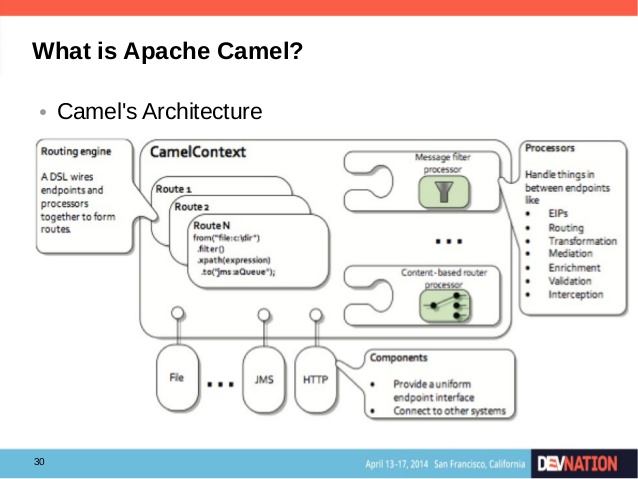 What is Apache Camel?
• Camel's Architecture
Routing engine
A DSL wires
endpoints and
processors
together to form
routes.
CamelContext
Route 1
Route 2
Route N
from("file:c:\dir")
.filter()
.xpath(expression)
.to("jms:aQueue");
Message filter
processor
...
Content-based router
processor
Processors
Handle things in
between endpoints
like
• EIPs
• Routing
• Transformation
• Mediation
• Enrichment
• Validation
• Interception
File
...
JMS
HTTP
Components
• Provide a uniform
endpoint interface
• Connect to other systems
30
April 13-17, 2014 San Francisco, California
DEVNATION